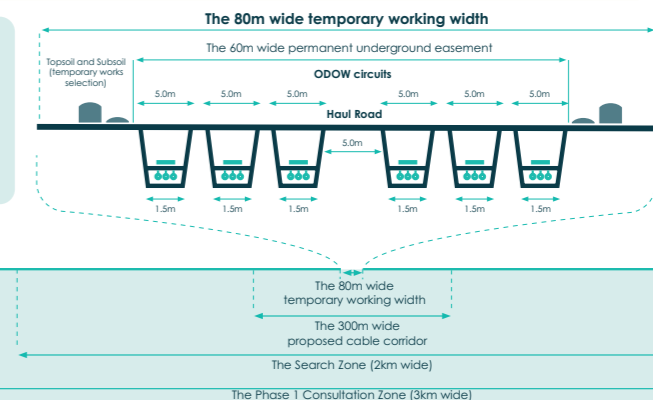 The 80m wide temporary working width
The 60m wide permanent underground easement
Topsoil and Subsoil
(temporary works
selection)
ODOW circuits
5.0m 5.0m 5.0m 5.0m 5.0m 5.0m
Haul Road
5.0m
1.5m 1.5m 1.5m 1.5m 1.5m 1.5m
The 80m wide
temporary working width
The 300m wide
proposed cable corridor
The Search Zone (2km wide)
The Phase 1 Consultation Zone (3km wide)